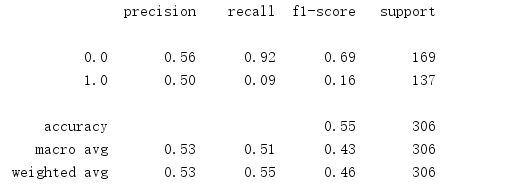 precision recall f1-score support
0.0 0.56 0.92 0.69 169
1.0 0.50 0.09 0.16 137
accuracy 0.55 306
macro avg 0.53 0.51 0.43 306
weighted avg 0.53 0.55 0.46 306